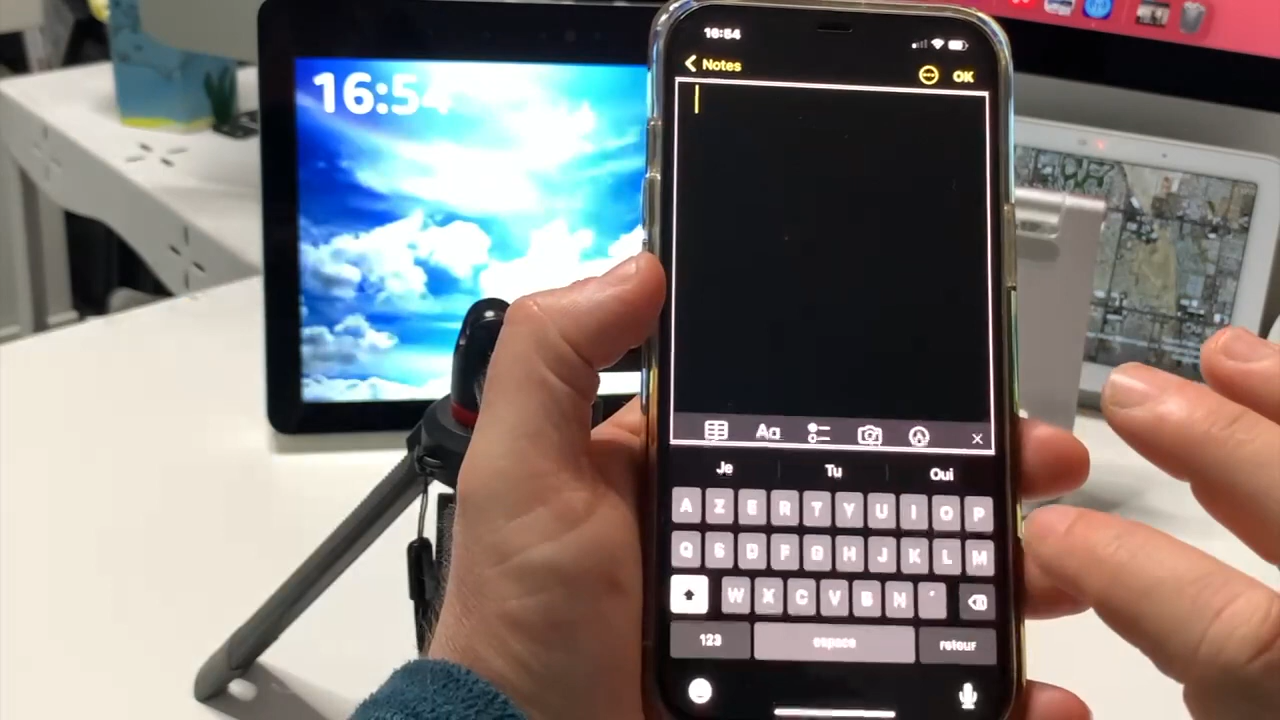 16:54
16:54
Notes
OK
Aa
Je Tu Oui
A Z E R T Y U I O P
Q S D F G H J K L M
W X C V B N '
123 espace retour